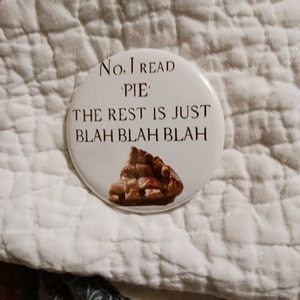 No, I READ
'PIE'
THE REST IS JUST
BLAH BLAH BLAH